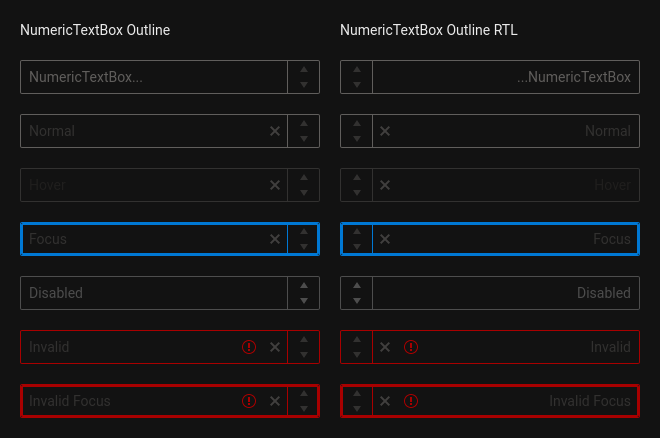 NumericTextBox Outline
NumericTextBox Outline RTL
NumericTextBox...
...NumericTextBox
Normal
Normal
Hover
Hover
Focus
Focus
Disabled
Disabled
Invalid
Invalid
Invalid Focus
Invalid Focus